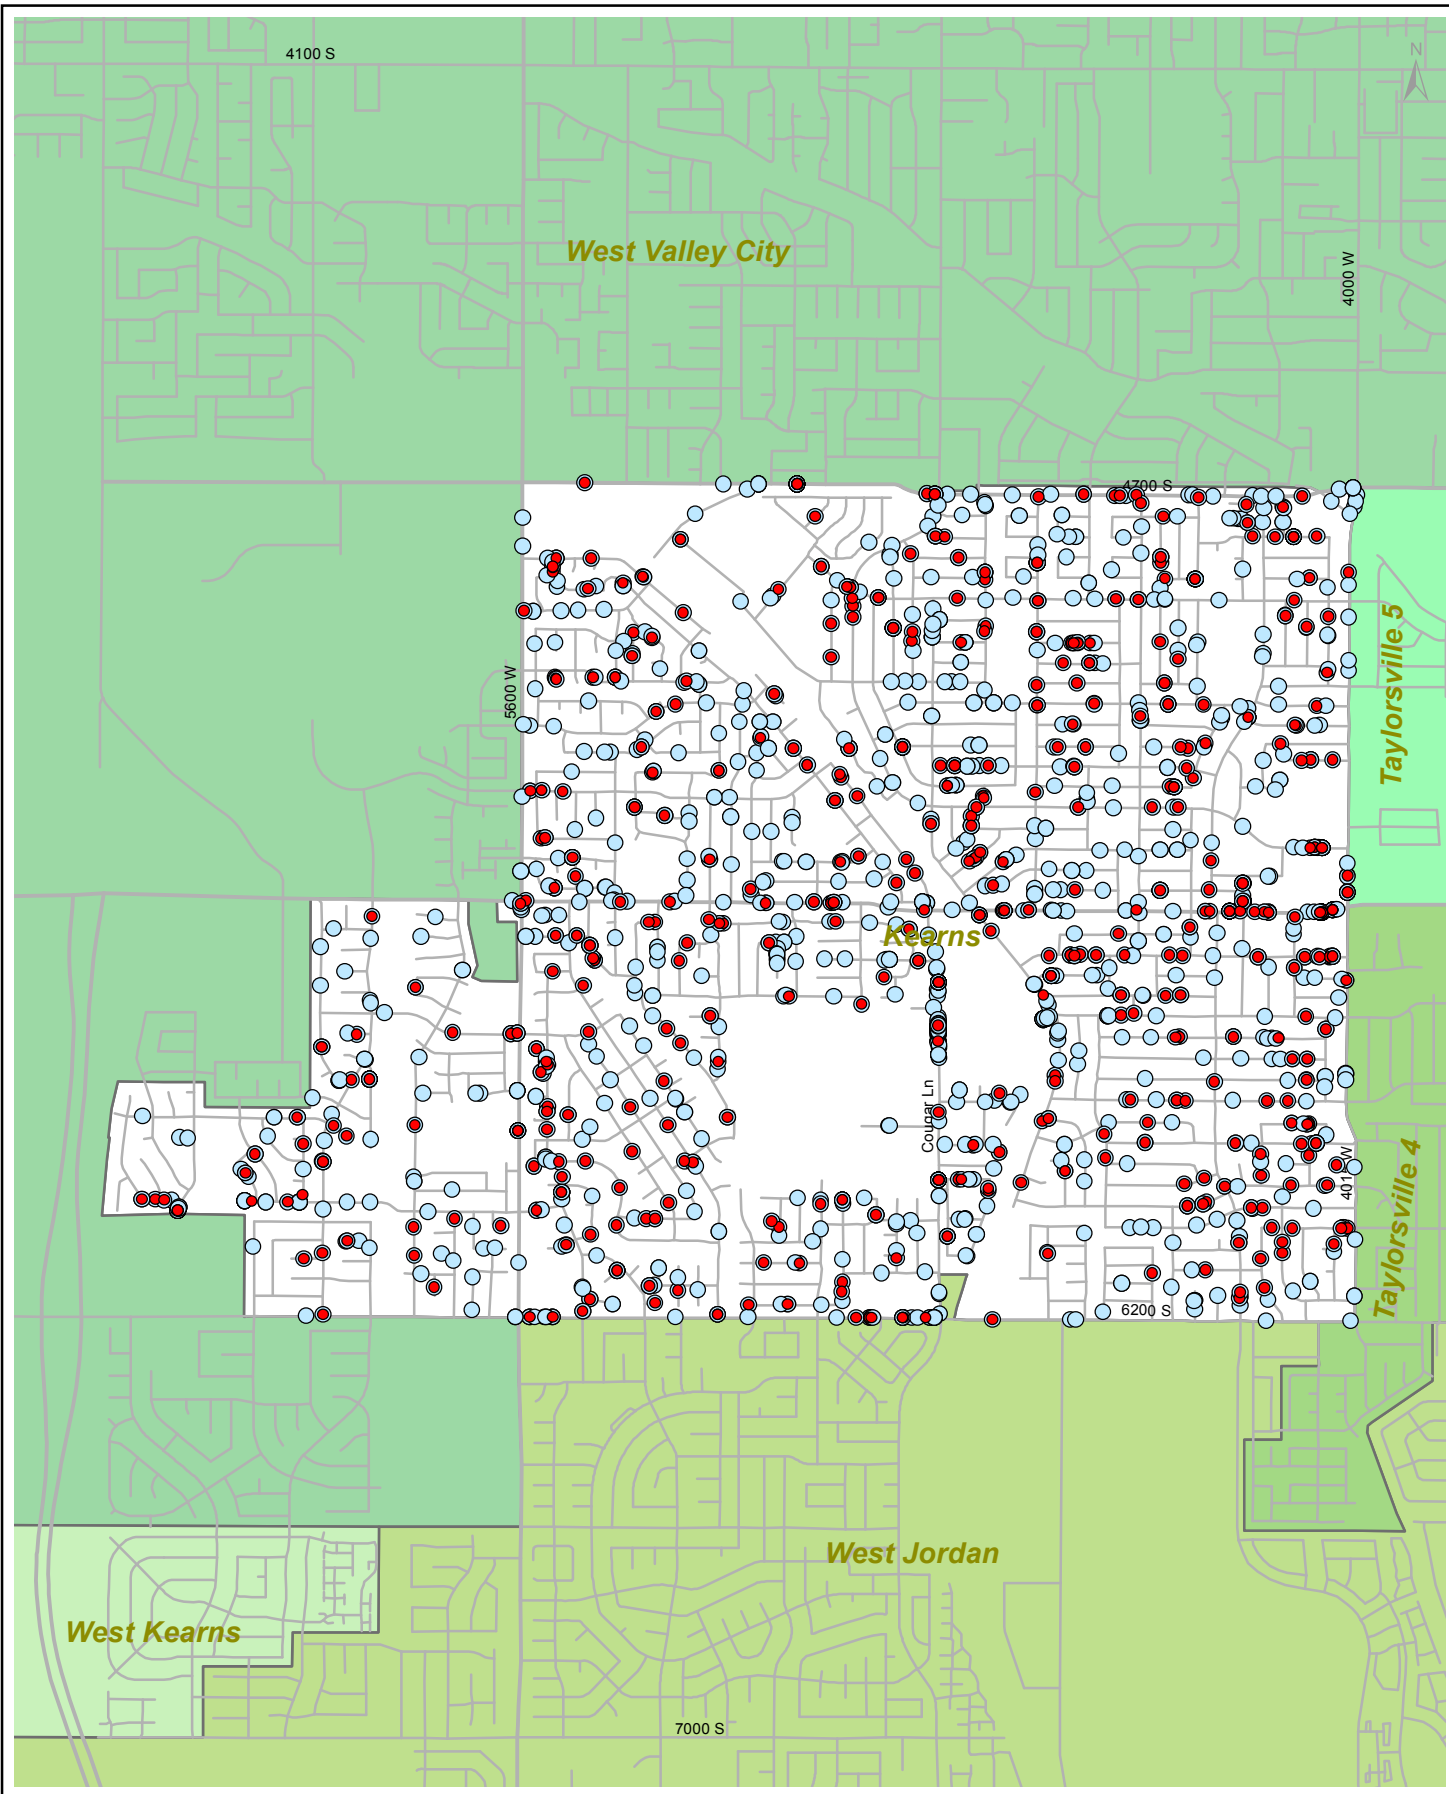 4100 S
N
West Valley City
4000 W
4700 S
Taylorsville 5
5600 W
Kearns
Cougar Ln
Taylorsville 4
6200 S
West Jordan
West Kearns
7000 S